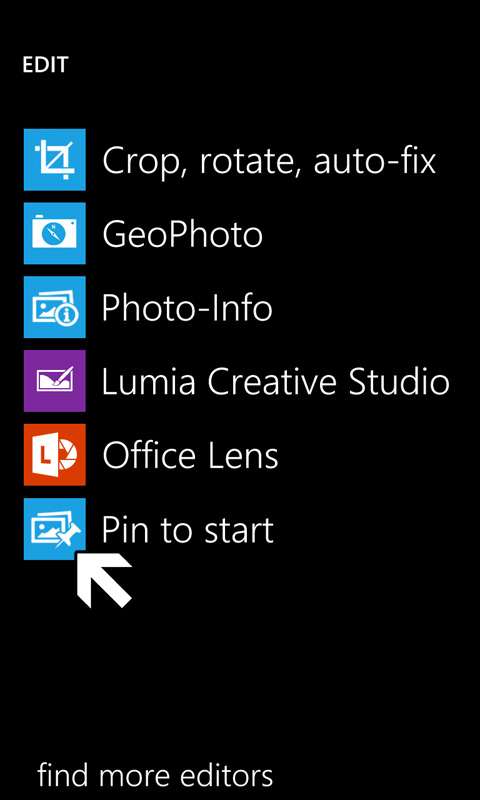 EDIT
Crop, rotate, auto-fix
GeoPhoto
Photo-Info
Lumia Creative Studio
L
Office Lens
Pin to start
find more editors